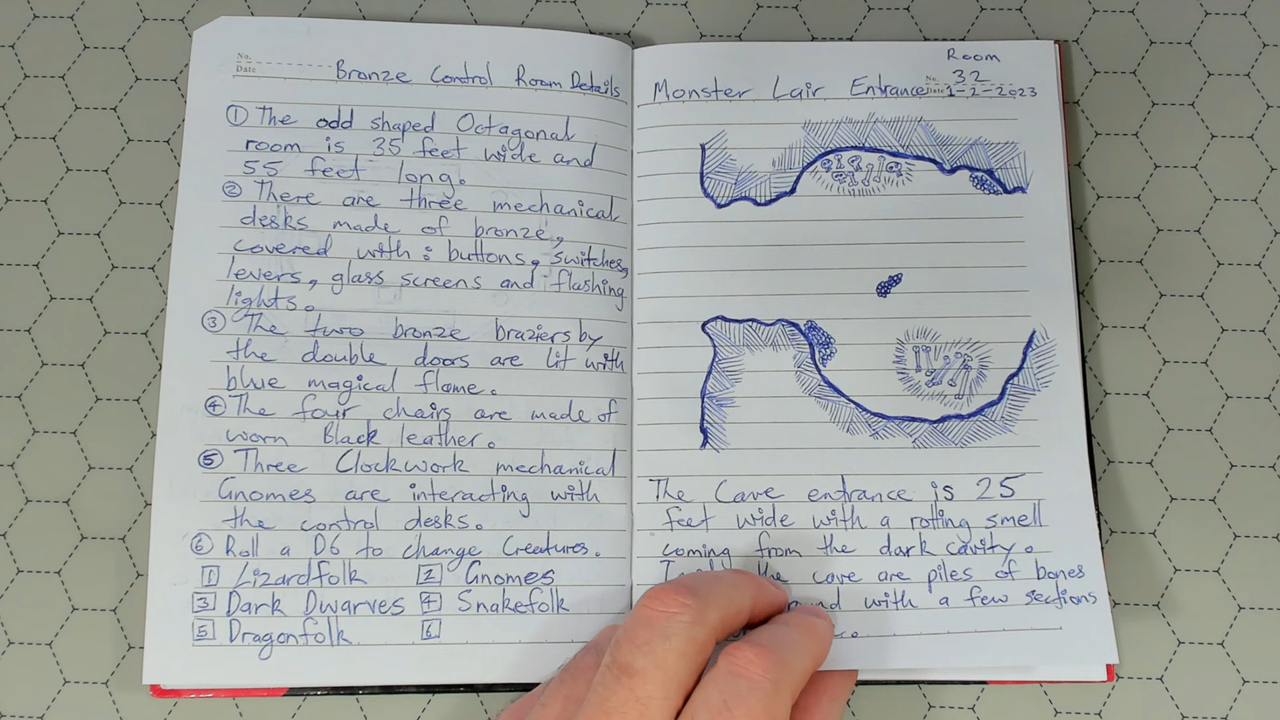 No.
Date
Bronze Control Room Details
① The odd shaped Octagonal
room is 35 feet wide and
55 feet long.
② There are three mechanical
desks made of bronze,
covered with: buttons, switches,
levers, glass screens and flashing
lights.
③ The two bronze braziers by
the double doors are lit with
blue magical flame.
④ The four chairs are made of
worn Black leather.
⑤ Three Clockwork mechanical
Gnomes are interacting with
the control desks.
⑥ Roll a D6 to change Creatures.
1 Lizardfolk 2 Gnomes
3 Dark Dwarves 4 Snakefolk
5 Dragonfolk 6
Room
No. 32
Monster Lair Entrance Date 1-2-2023
The Cave entrance is 25
feet wide with a rotting smell
coming from the dark cavity.
the cave are piles of bones
with a few sections